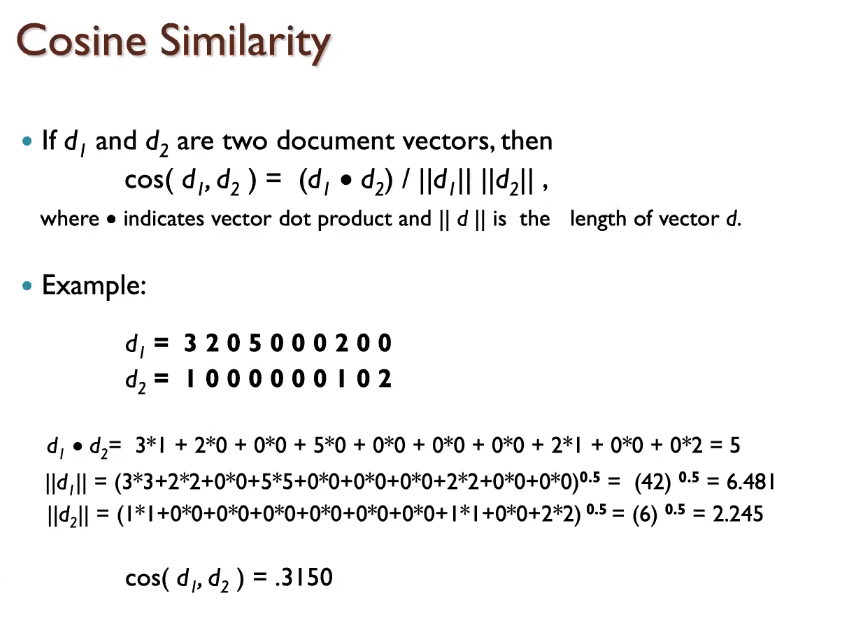 Cosine Similarity
• If d₁ and d₂ are two document vectors, then
cos( d₁, d₂ ) = (d₁ • d₂) / ||d₁|| ||d₂|| ,
where • indicates vector dot product and || d || is the length of vector d.
• Example:
d₁ = 3 2 0 5 0 0 0 2 0 0
d₂ = 1 0 0 0 0 0 0 1 0 2
d₁ • d₂= 3*1 + 2*0 + 0*0 + 5*0 + 0*0 + 0*0 + 0*0 + 2*1 + 0*0 + 0*2 = 5
||d₁|| = (3*3+2*2+0*0+5*5+0*0+0*0+0*0+2*2+0*0+0*0)⁰·⁵ = (42) ⁰·⁵ = 6.481
||d₂|| = (1*1+0*0+0*0+0*0+0*0+0*0+0*0+1*1+0*0+2*2) ⁰·⁵ = (6) ⁰·⁵ = 2.245
cos( d₁, d₂ ) = .3150